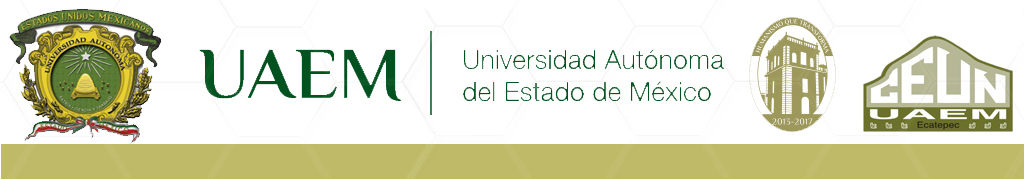 ESTADOS UNIDOS MEXICANOS
UNIVERSIDAD AUTONOMA
UAEM
Universidad Autónoma
del Estado de México
HUMANISMO QUE TRANSFORMA
2013-2017
CEUN
UAEM
Ecatepec